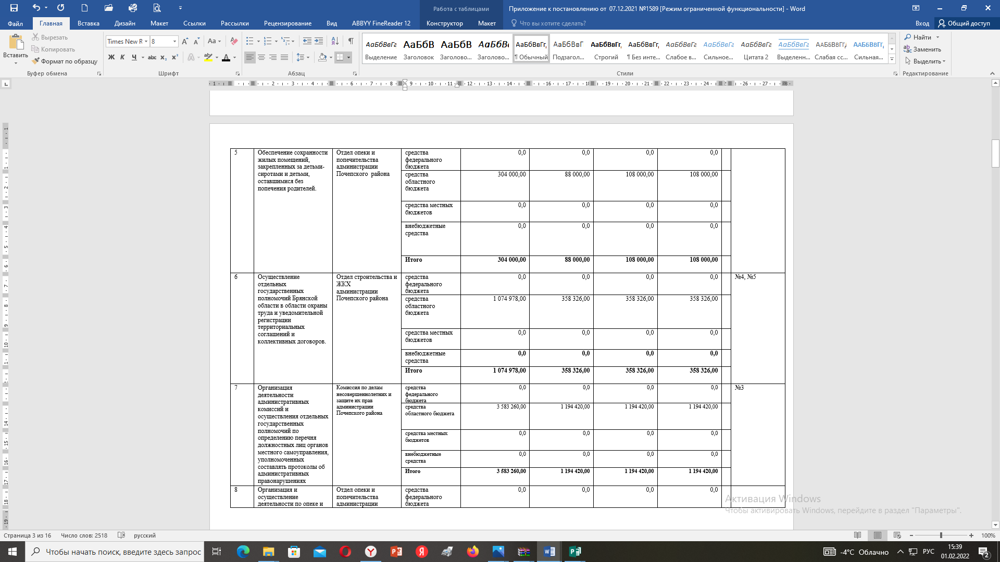 Работа с таблицами
Приложение к постановлению от 07.12.2021 №1589 [Режим ограниченной функциональности] - Word
Файл Главная Вставка Дизайн Макет Ссылки Рассылки Рецензирование Вид ABBYY FineReader 12 Конструктор Макет Что вы хотите сделать? Вход Общий доступ
Вставить
Вырезать
Копировать
Формат по образцу
Буфер обмена
Times New R 8
Ж К Ч abc x₂ x²
Шрифт
Абзац
АаБбВвГг АаБбВ АаБбВ АаБбВ АаБбВвГг, АаБбВвГ АаБбВвГг, АаБбВвГг, АаБбВвГг АаБбВвГг АаБбВвГг АаБбВвГг ААББВВГГ, ААББВВГГ,
Выделение Заголовок Заголово... Заголово... ¶ Обычный Подзагол... Строгий ¶ Без инте... Слабое в... Сильное... Цитата 2 Выделенн... Слабая сс... Сильная...
Стили
Найти
Заменить
Выделить
Редактирование
5
Обеспечение сохранности
жилых помещений,
закрепленных за детьми-
сиротами и детьми,
оставшимися без
попечения родителей.
Отдел опеки и
попечительства
администрации
Почепского района
средства
федерального
бюджета
0,0 0,0 0,0 0,0
средства
областного
бюджета
304 000,00 88 000,00 108 000,00 108 000,00
средства местных
бюджетов
0,0 0,0 0,0 0,0
внебюджетные
средства
0,0 0,0 0,0 0,0
Итого 304 000,00 88 000,00 108 000,00 108 000,00
6
Осуществление
отдельных
государственных
полномочий Брянской
области в области охраны
труда и уведомительной
регистрации
территориальных
соглашений и
коллективных договоров.
Отдел строительства и
ЖКХ
администрации
Почепского района
средства
федерального
бюджета
0,0 0,0 0,0 0,0
№4, №5
средства
областного
бюджета
1 074 978,00 358 326,00 358 326,00 358 326,00
средства местных
бюджетов
0,0 0,0 0,0 0,0
внебюджетные
средства
0,0 0,0 0,0 0,0
Итого 1 074 978,00 358 326,00 358 326,00 358 326,00
7
Организация
деятельности
административных
комиссий и
осуществления отдельных
государственных
полномочий по
определению перечня
должностных лиц органов
местного самоуправления,
уполномоченных
составлять протоколы об
административных
правонарушениях
Комиссия по делам
несовершеннолетних и
защите их прав
администрации
Почепского района
средства
федерального
бюджета
0,0 0,0 0,0 0,0
№3
средства
областного бюджета
3 583 260,00 1 194 420,00 1 194 420,00 1 194 420,00
средства местных
бюджетов
0,0 0,0 0,0 0,0
внебюджетные
средства
0,0 0,0 0,0 0,0
Итого 3 583 260,00 1 194 420,00 1 194 420,00 1 194 420,00
8
Организация и
осуществление
деятельности по опеке и
Отдел опеки и
попечительства
администрации
средства
федерального
бюджета
0,0 0,0 0,0 0,0
Активация Windows
Чтобы активировать Windows, перейдите в раздел "Параметры".
Страница 3 из 16 Число слов: 2518 русский 100%
Чтобы начать поиск, введите здесь запрос
-4°C Облачно РУС
15:39
01.02.2022
2